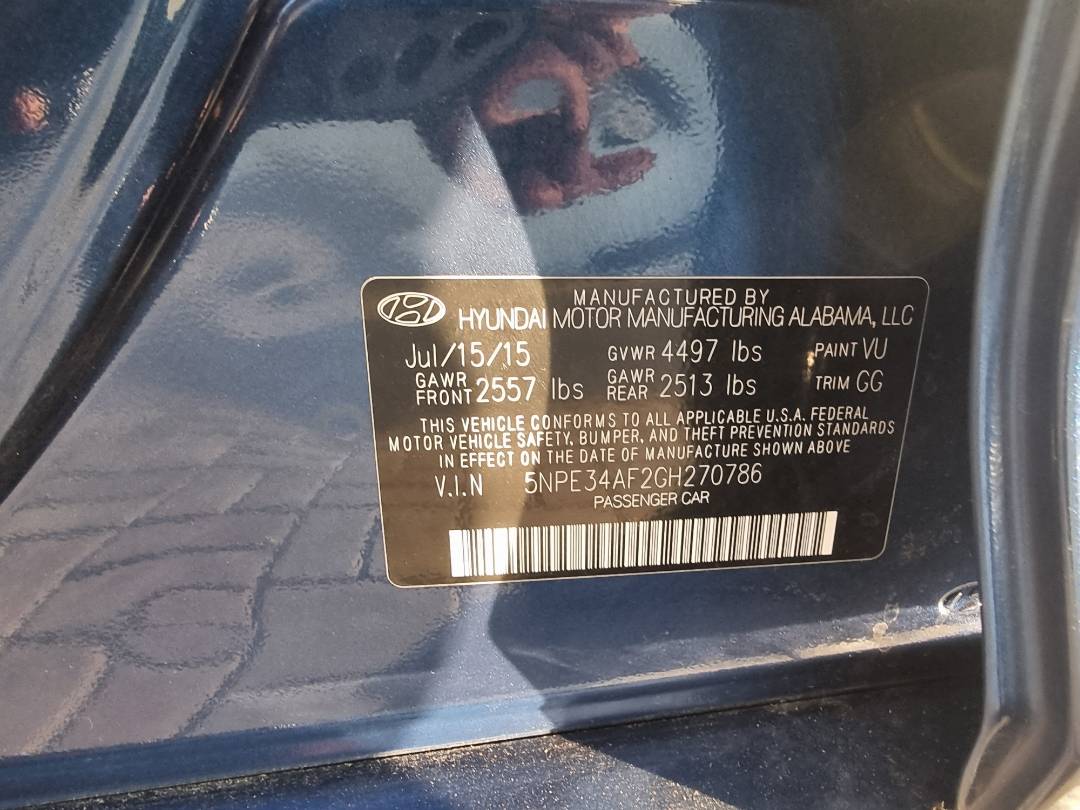 MANUFACTURED BY
HYUNDAI MOTOR MANUFACTURING ALABAMA, LLC
Jul/15/15 GVWR 4497 lbs PAINT VU
GAWR FRONT 2557 lbs GAWR REAR 2513 lbs TRIM GG
THIS VEHICLE CONFORMS TO ALL APPLICABLE U.S.A. FEDERAL
MOTOR VEHICLE SAFETY, BUMPER, AND THEFT PREVENTION STANDARDS
IN EFFECT ON THE DATE OF MANUFACTURE SHOWN ABOVE
V.I.N 5NPE34AF2GH270786
PASSENGER CAR